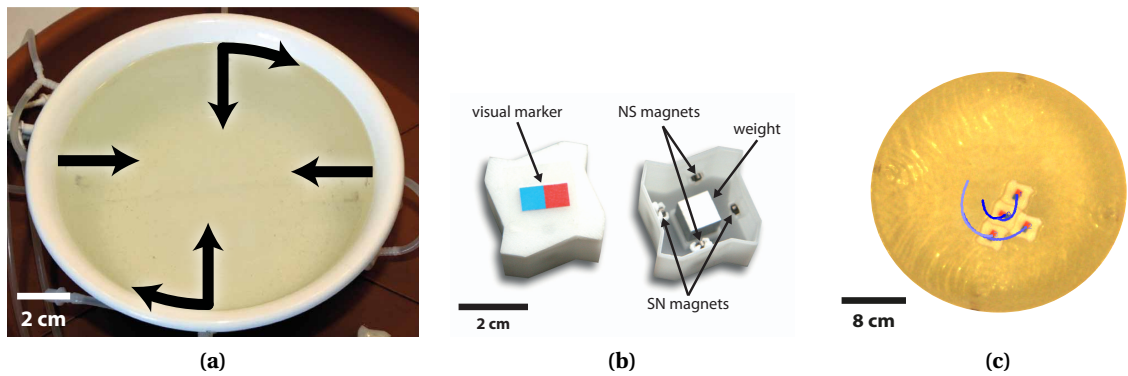 visual marker
NS magnets
weight
SN magnets
2 cm
2 cm
8 cm
(a)
(b)
(c)